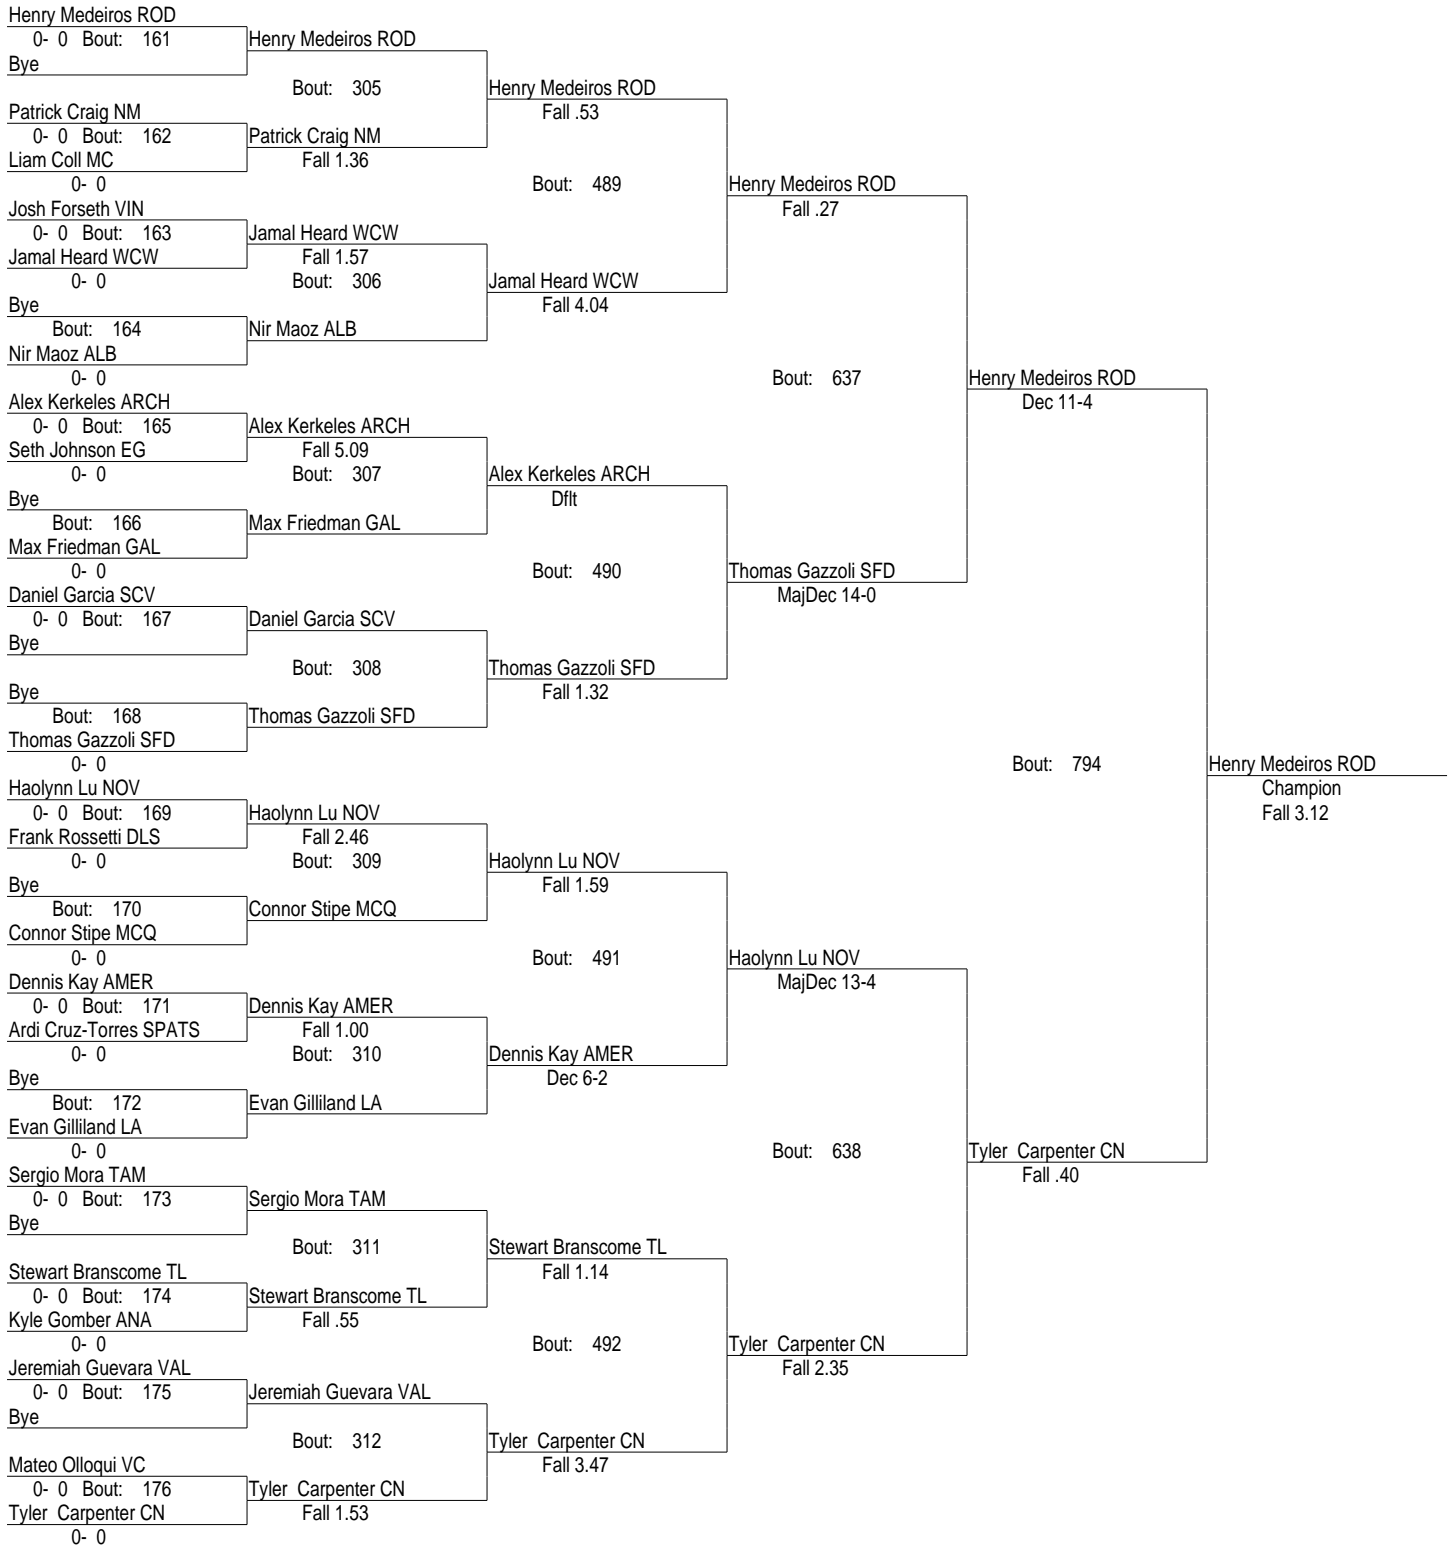 Henry Medeiros ROD
0- 0 Bout: 161
Bye
Patrick Craig NM
0- 0 Bout: 162
Liam Coll MC
0- 0
Josh Forseth VIN
0- 0 Bout: 163
Jamal Heard WCW
0- 0
Bye
Bout: 164
Nir Maoz ALB
0- 0
Alex Kerkeles ARCH
0- 0 Bout: 165
Seth Johnson EG
0- 0
Bye
Bout: 166
Max Friedman GAL
0- 0
Daniel Garcia SCV
0- 0 Bout: 167
Bye
Bye
Bout: 168
Thomas Gazzoli SFD
0- 0
Haolynn Lu NOV
0- 0 Bout: 169
Frank Rossetti DLS
0- 0
Bye
Bout: 170
Connor Stipe MCQ
0- 0
Dennis Kay AMER
0- 0 Bout: 171
Ardi Cruz-Torres SPATS
0- 0
Bye
Bout: 172
Evan Gilliland LA
0- 0
Sergio Mora TAM
0- 0 Bout: 173
Bye
Stewart Branscome TL
0- 0 Bout: 174
Kyle Gomber ANA
0- 0
Jeremiah Guevara VAL
0- 0 Bout: 175
Bye
Mateo Olloqui VC
0- 0 Bout: 176
Tyler Carpenter CN
0- 0
Henry Medeiros ROD
Bout: 305
Patrick Craig NM
Fall 1.36
Jamal Heard WCW
Fall 1.57
Bout: 306
Nir Maoz ALB
Alex Kerkeles ARCH
Fall 5.09
Bout: 307
Max Friedman GAL
Daniel Garcia SCV
Bout: 308
Thomas Gazzoli SFD
Haolynn Lu NOV
Fall 2.46
Bout: 309
Connor Stipe MCQ
Dennis Kay AMER
Fall 1.00
Bout: 310
Evan Gilliland LA
Sergio Mora TAM
Bout: 311
Stewart Branscome TL
Fall .55
Jeremiah Guevara VAL
Bout: 312
Tyler Carpenter CN
Fall 1.53
Henry Medeiros ROD
Fall .53
Bout: 489
Jamal Heard WCW
Fall 4.04
Alex Kerkeles ARCH
Dflt
Bout: 490
Thomas Gazzoli SFD
Fall 1.32
Haolynn Lu NOV
Fall 1.59
Bout: 491
Dennis Kay AMER
Dec 6-2
Stewart Branscome TL
Fall 1.14
Bout: 492
Tyler Carpenter CN
Fall 3.47
Henry Medeiros ROD
Fall .27
Bout: 637
Thomas Gazzoli SFD
MajDec 14-0
Haolynn Lu NOV
MajDec 13-4
Bout: 638
Tyler Carpenter CN
Fall 2.35
Henry Medeiros ROD
Dec 11-4
Bout: 794
Tyler Carpenter CN
Fall .40
Henry Medeiros ROD
Champion
Fall 3.12